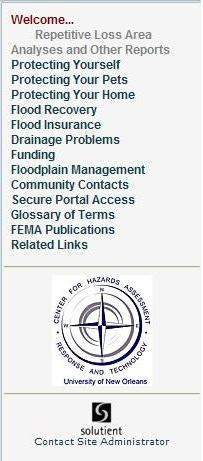 Welcome...
Repetitive Loss Area
Analyses and Other Reports
Protecting Yourself
Protecting Your Pets
Protecting Your Home
Flood Recovery
Flood Insurance
Drainage Problems
Funding
Floodplain Management
Community Contacts
Secure Portal Access
Glossary of Terms
FEMA Publications
Related Links
CENTER FOR HAZARDS ASSESSMENT
RESPONSE AND TECHNOLOGY
N
W
E
S
University of New Orleans
solutient
Contact Site Administrator